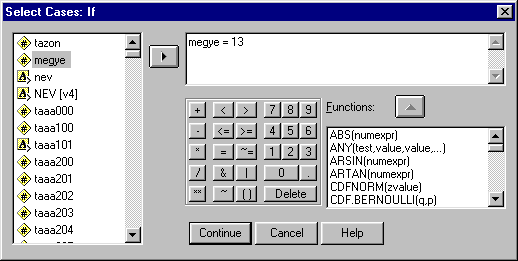 Select Cases: If
tazon
megye
nev
NEV [v4]
taaa000
taaa100
taaa101
taaa200
taaa201
taaa202
taaa203
taaa204
megye = 13
+ < > 7 8 9
- <= >= 4 5 6
* = ~= 1 2 3
/ & | 0 .
** ~ ( ) Delete
Functions:
ABS(numexpr)
ANY(test,value,value,...)
ARSIN(numexpr)
ARTAN(numexpr)
CDFNORM(zvalue)
CDF.BERNOULLI(q,p)
Continue Cancel Help